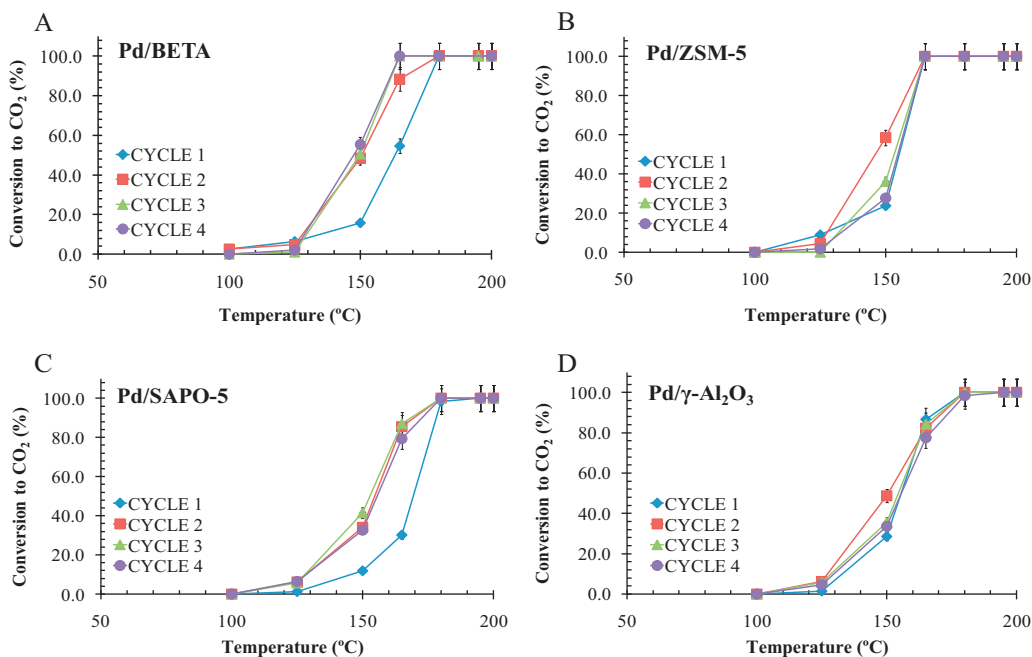 A
Pd/BETA
Conversion to CO₂ (%)
100.0
80.0
60.0
40.0
20.0
0.0
CYCLE 1
CYCLE 2
CYCLE 3
CYCLE 4
50 100 150 200
Temperature (ºC)
B
Pd/ZSM-5
Conversion to CO₂ (%)
100.0
80.0
60.0
40.0
20.0
0.0
CYCLE 1
CYCLE 2
CYCLE 3
CYCLE 4
50 100 150 200
Temperature (ºC)
C
Pd/SAPO-5
Conversion to CO₂ (%)
100.0
80.0
60.0
40.0
20.0
0.0
CYCLE 1
CYCLE 2
CYCLE 3
CYCLE 4
50 100 150 200
Temperature (ºC)
D
Pd/γ-Al₂O₃
Conversion to CO₂ (%)
100.0
80.0
60.0
40.0
20.0
0.0
CYCLE 1
CYCLE 2
CYCLE 3
CYCLE 4
50 100 150 200
Temperature (ºC)